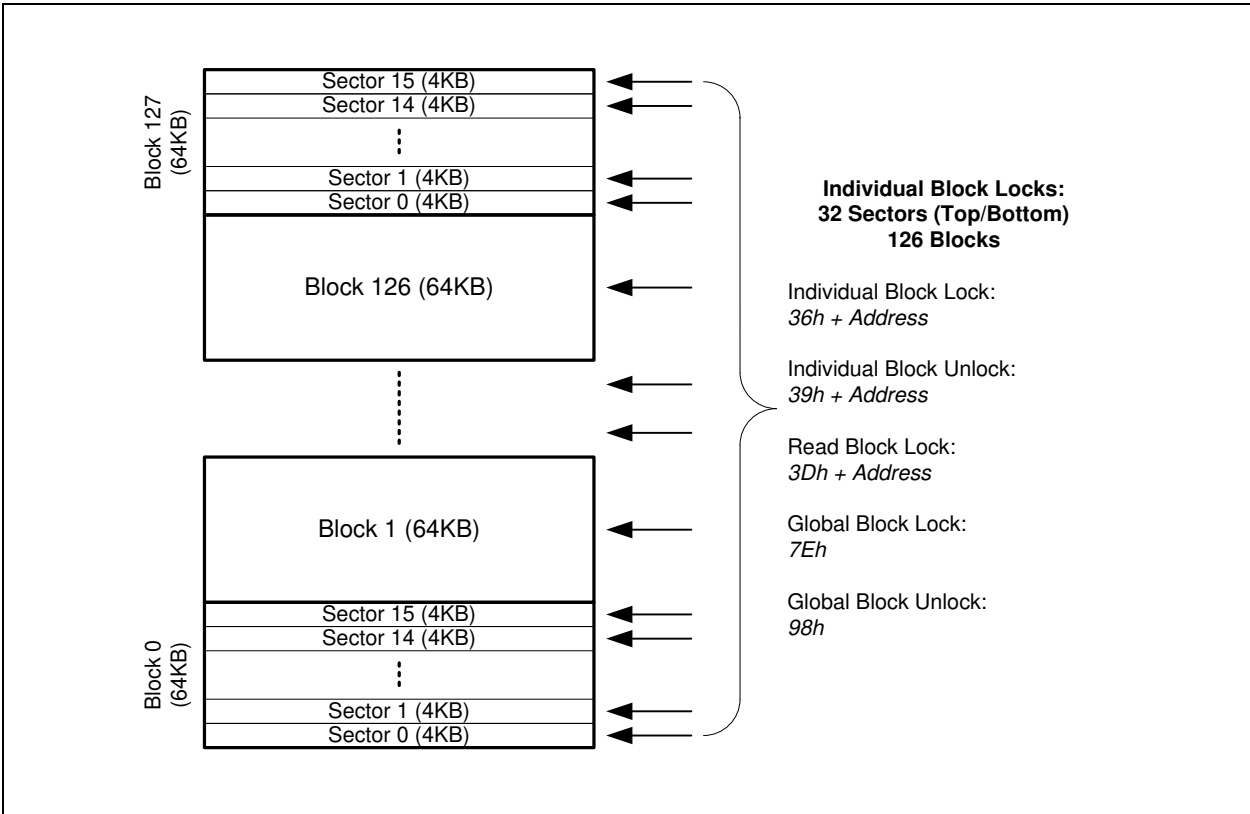 Block 127
(64KB)
Sector 15 (4KB)
Sector 14 (4KB)
Sector 1 (4KB)
Sector 0 (4KB)
Block 126 (64KB)
Block 1 (64KB)
Block 0
(64KB)
Sector 15 (4KB)
Sector 14 (4KB)
Sector 1 (4KB)
Sector 0 (4KB)
Individual Block Locks:
32 Sectors (Top/Bottom)
126 Blocks
Individual Block Lock:
36h + Address
Individual Block Unlock:
39h + Address
Read Block Lock:
3Dh + Address
Global Block Lock:
7Eh
Global Block Unlock:
98h